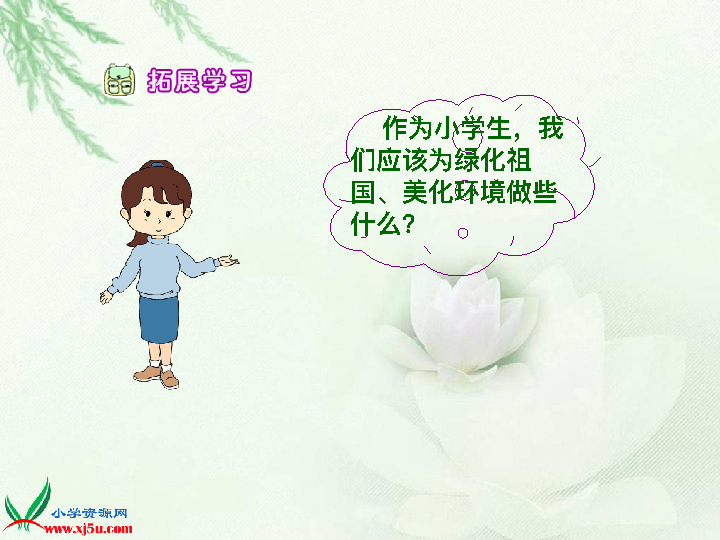 拓展学习
作为小学生，我
们应该为绿化祖
国、美化环境做些
什么？
小学资源网
www.xj5u.com